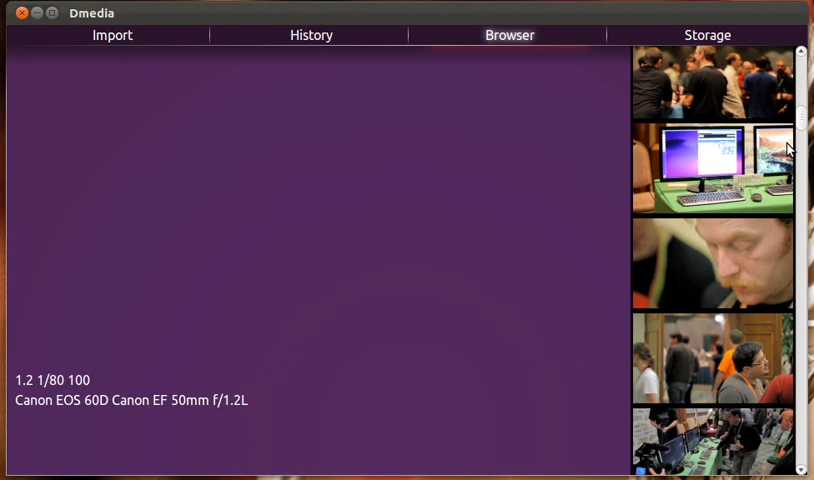 Dmedia
Import History Browser Storage
1.2 1/80 100
Canon EOS 60D Canon EF 50mm f/1.2L